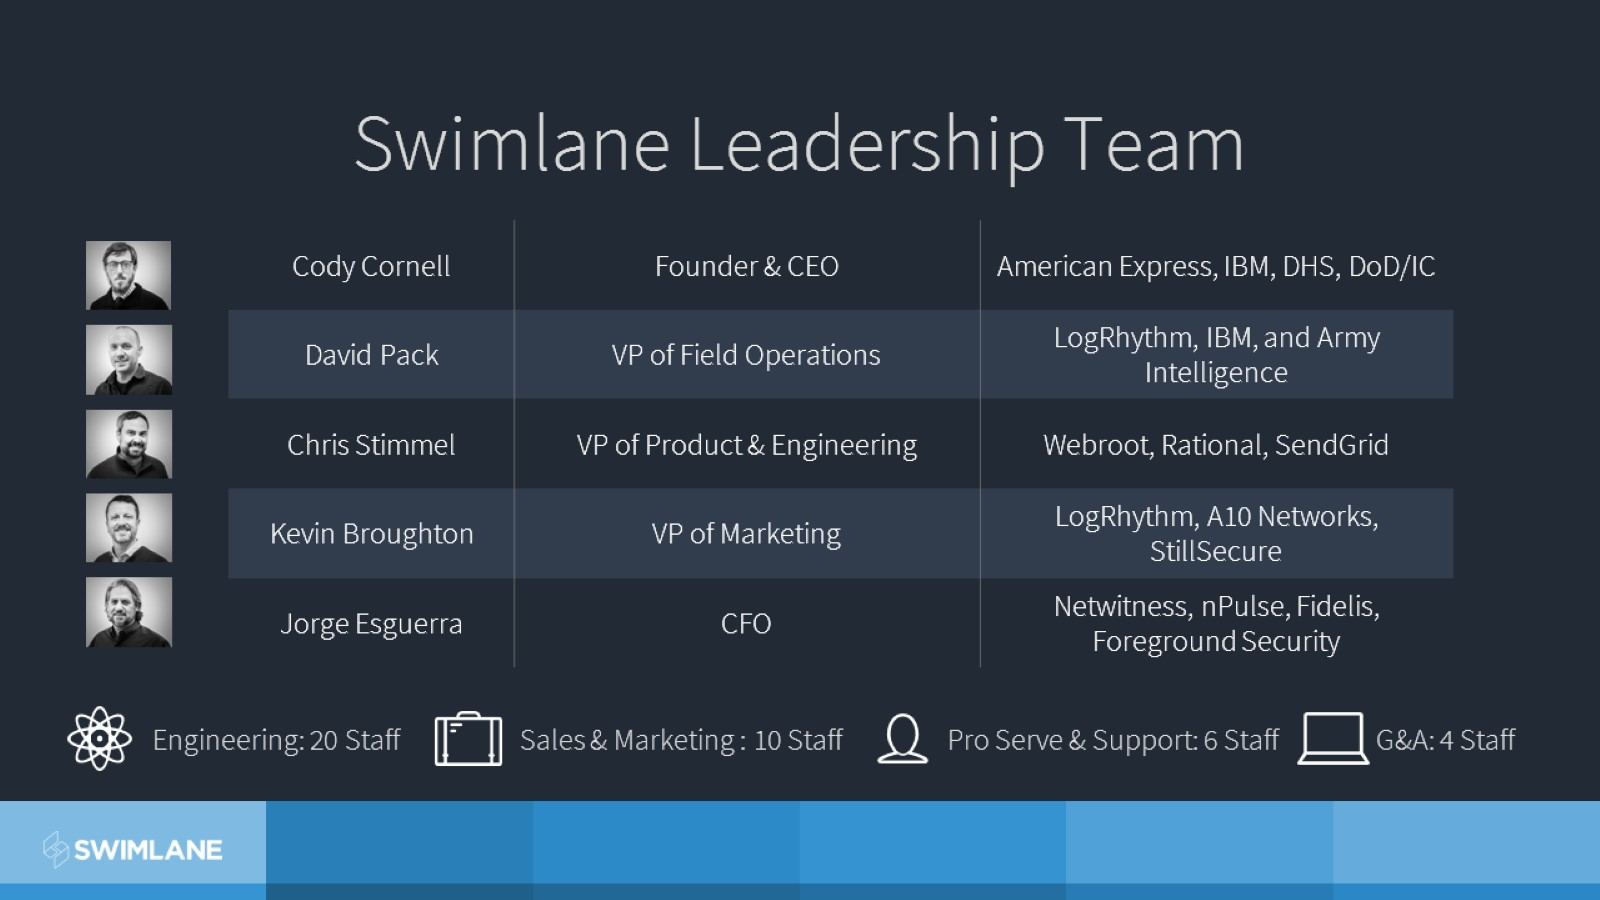 Swimlane Leadership Team
Cody Cornell
Founder & CEO
American Express, IBM, DHS, DoD/IC
David Pack
VP of Field Operations
LogRhythm, IBM, and Army
Intelligence
Chris Stimmel
VP of Product & Engineering
Webroot, Rational, SendGrid
Kevin Broughton
VP of Marketing
LogRhythm, A10 Networks,
StillSecure
Jorge Esguerra
CFO
Netwitness, nPulse, Fidelis,
Foreground Security
Engineering: 20 Staff
Sales & Marketing : 10 Staff
Pro Serve & Support: 6 Staff
G&A: 4 Staff
SWIMLANE